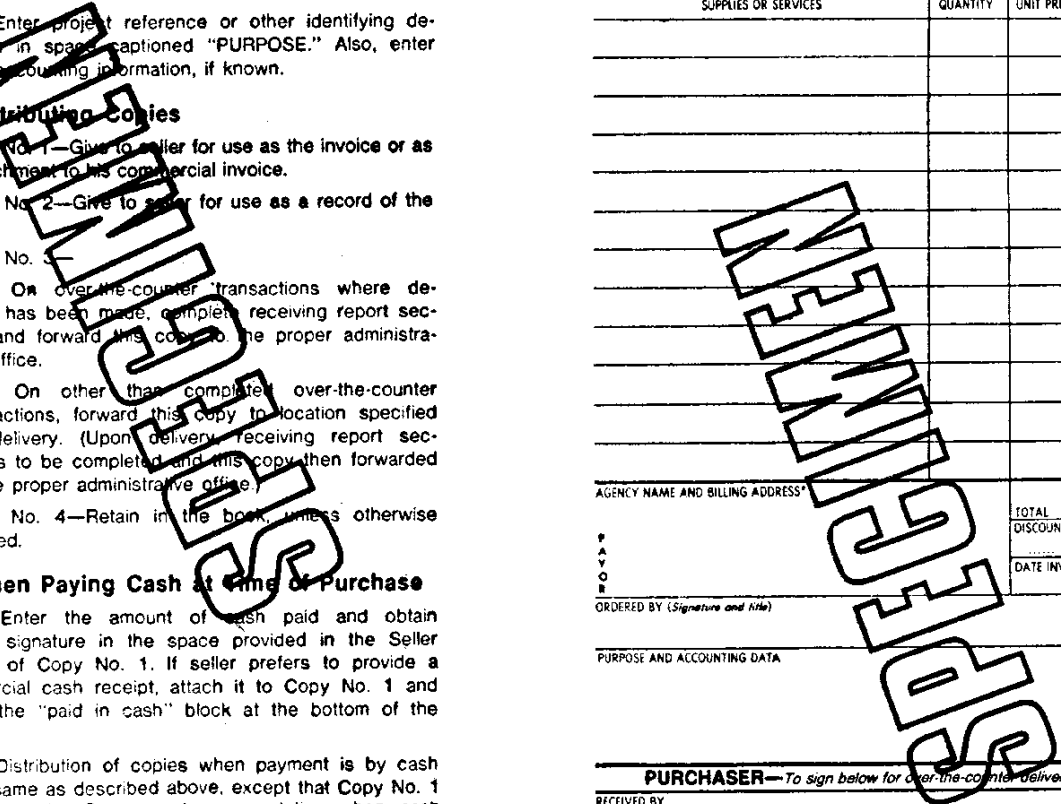 Enter project reference or other identifying de-
in space captioned "PURPOSE." Also, enter
counting information, if known.
tributing Copies
No. 1—Give to seller for use as the invoice or as
chment to his commercial invoice.
No. 2—Give to seller for use as a record of the
No. 3—
On over-the-counter transactions where de-
has been made, complete receiving report sec-
and forward this copy to the proper administra-
ffice.
On other than completed over-the-counter
actions, forward this copy to location specified
delivery. (Upon delivery, receiving report sec-
s to be completed and this copy then forwarded
e proper administrative office.)
No. 4—Retain in the book, unless otherwise
ed.
en Paying Cash at Time of Purchase
Enter the amount of cash paid and obtain
signature in the space provided in the Seller
of Copy No. 1. If seller prefers to provide a
rcial cash receipt, attach it to Copy No. 1 and
the "paid in cash" block at the bottom of the
Distribution of copies when payment is by cash
same as described above, except that Copy No. 1
SPECIMEN
SUPPLIES OR SERVICES
QUANTITY
UNIT PRI
AGENCY NAME AND BILLING ADDRESS*
PAYOR
TOTAL
DISCOUN
DATE INV
ORDERED BY (Signature and title)
PURPOSE AND ACCOUNTING DATA
PURCHASER—To sign below for over-the-counter deliver
RECEIVED BY
SPECIMEN